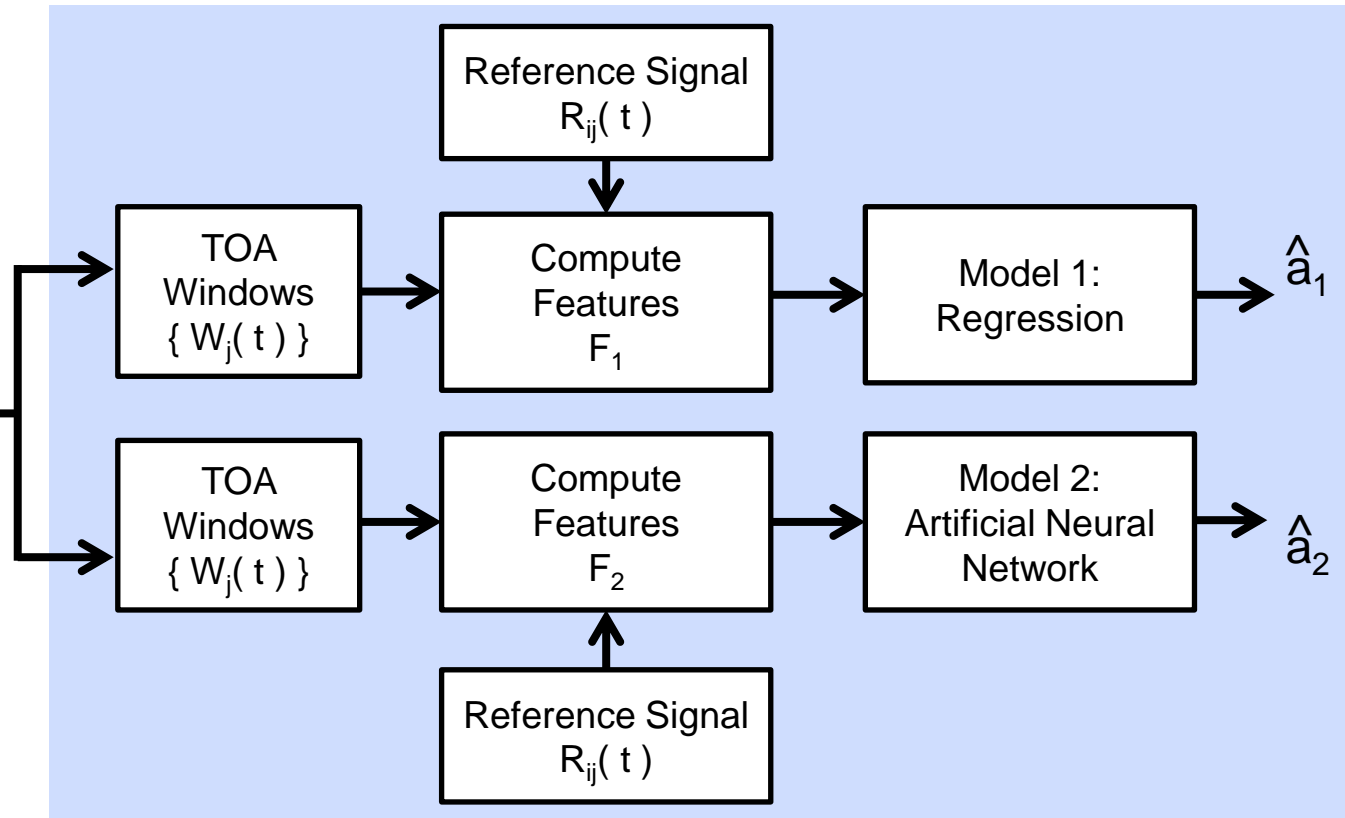 Reference Signal
R_ij( t )
TOA
Windows
{ W_j( t ) }
Compute
Features
F_1
Model 1:
Regression
â_1
TOA
Windows
{ W_j( t ) }
Compute
Features
F_2
Model 2:
Artificial Neural
Network
â_2
Reference Signal
R_ij( t )